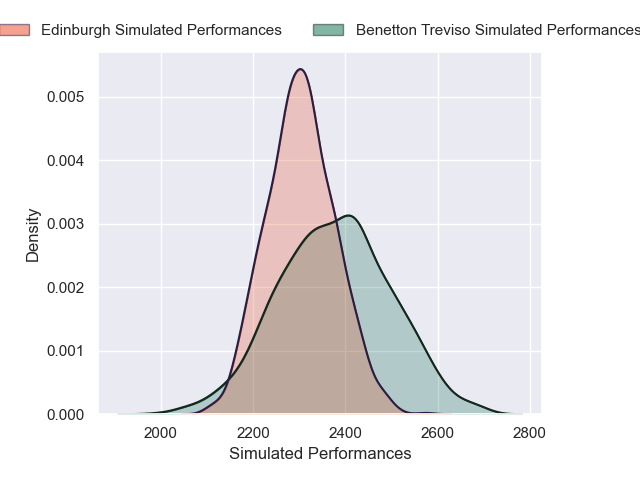 Edinburgh Simulated Performances
Benetton Treviso Simulated Performances
0.005
0.004
0.003
0.002
0.001
0.000
Density
2000
2200
2400
2600
2800
Simulated Performances